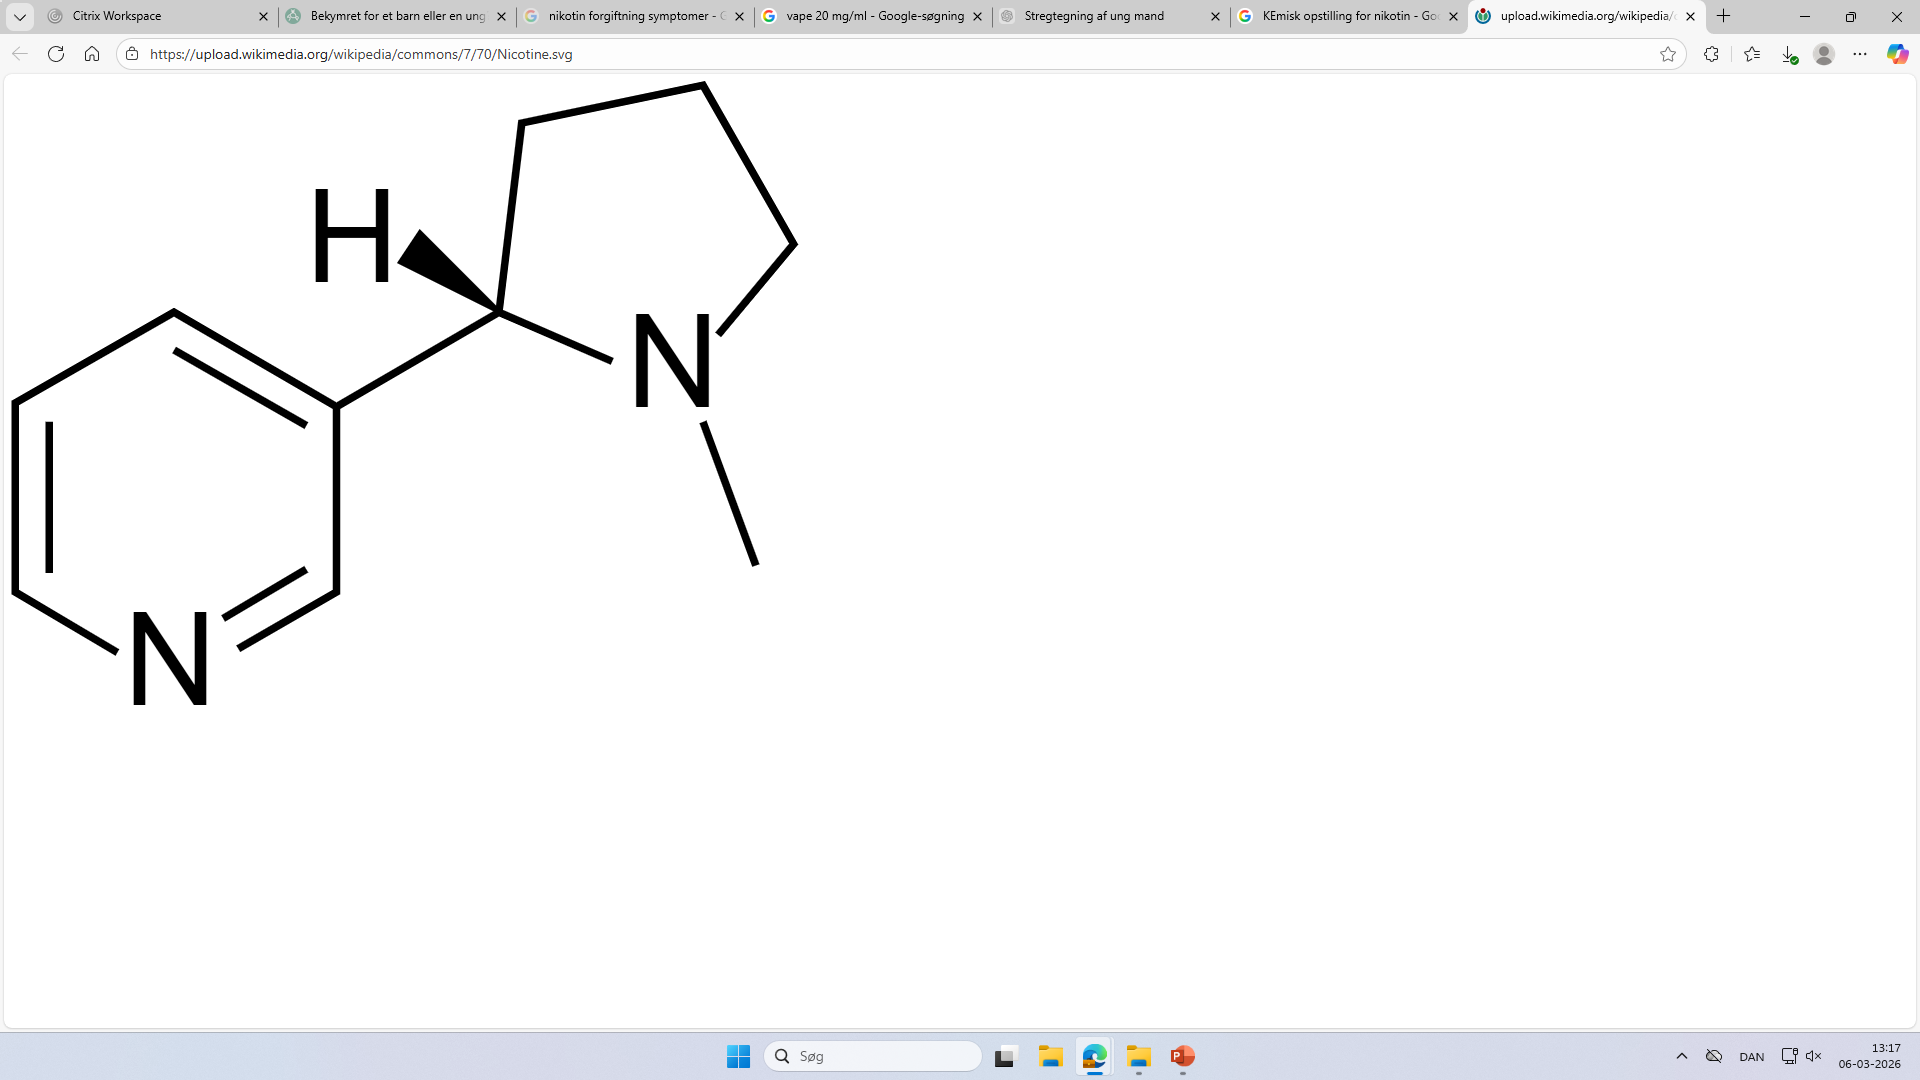 Citrix Workspace
Bekymret for et barn eller en ung
nikotin forgiftning symptomer - G
vape 20 mg/ml - Google-søgning
Stregtegning af ung mand
KEmisk opstilling for nikotin - Goo
upload.wikimedia.org/wikipedia/c
https://upload.wikimedia.org/wikipedia/commons/7/70/Nicotine.svg
H
N
N
Søg
DAN
13:17
06-03-2026